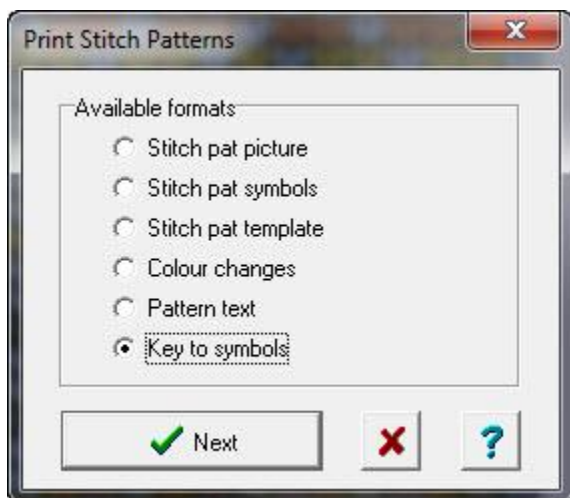 Print Stitch Patterns
Available formats
Stitch pat picture
Stitch pat symbols
Stitch pat template
Colour changes
Pattern text
Key to symbols
Next